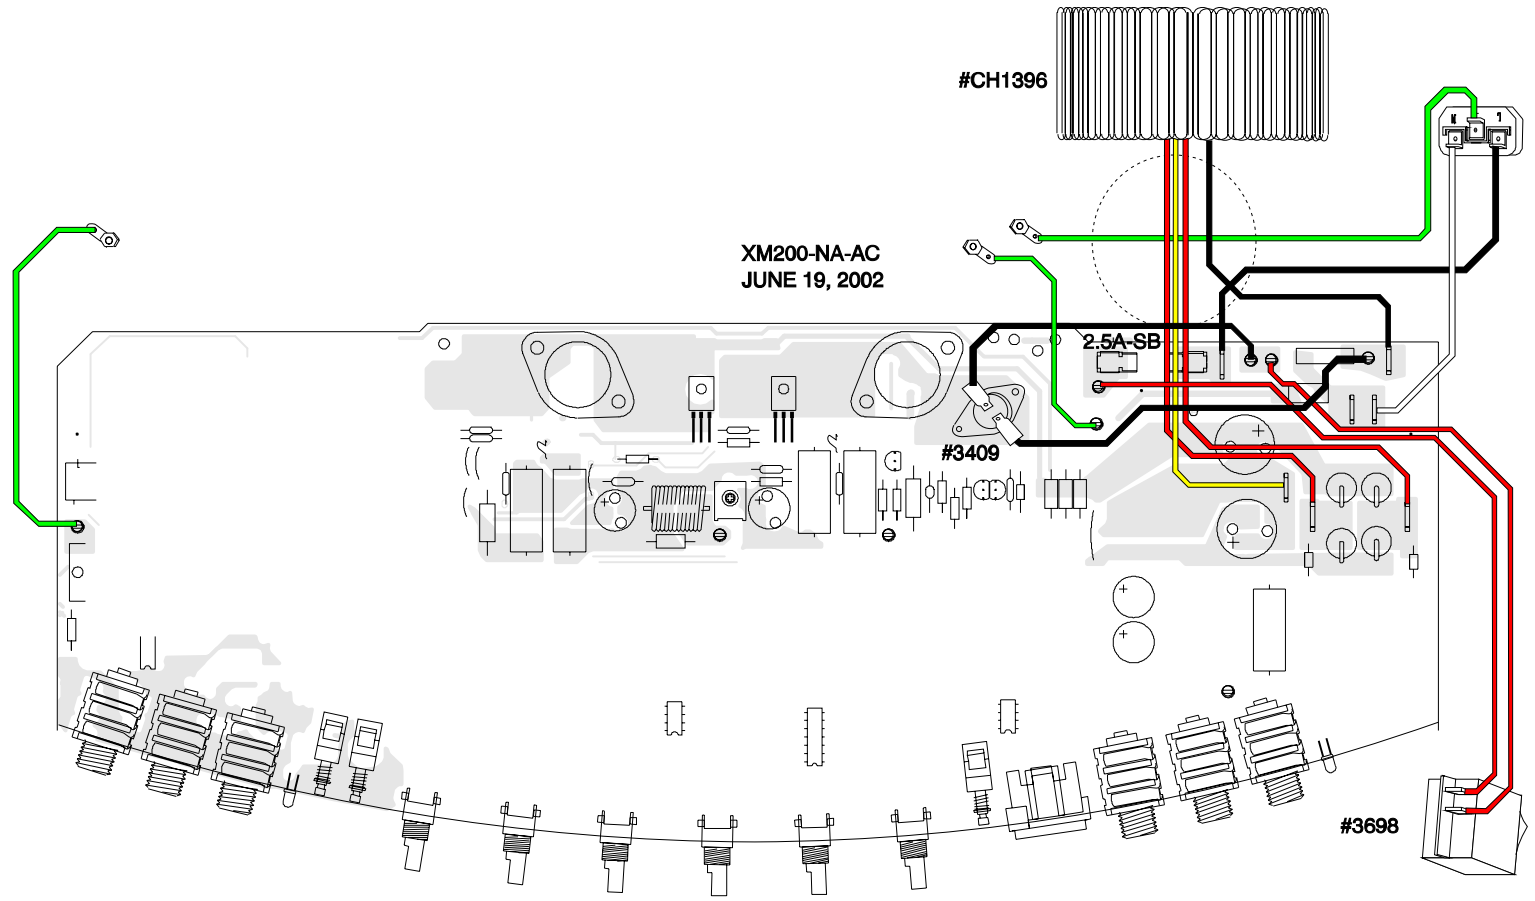 #CH1396
N L
XM200-NA-AC
JUNE 19, 2002
2.5A-SB
#3409
#3698